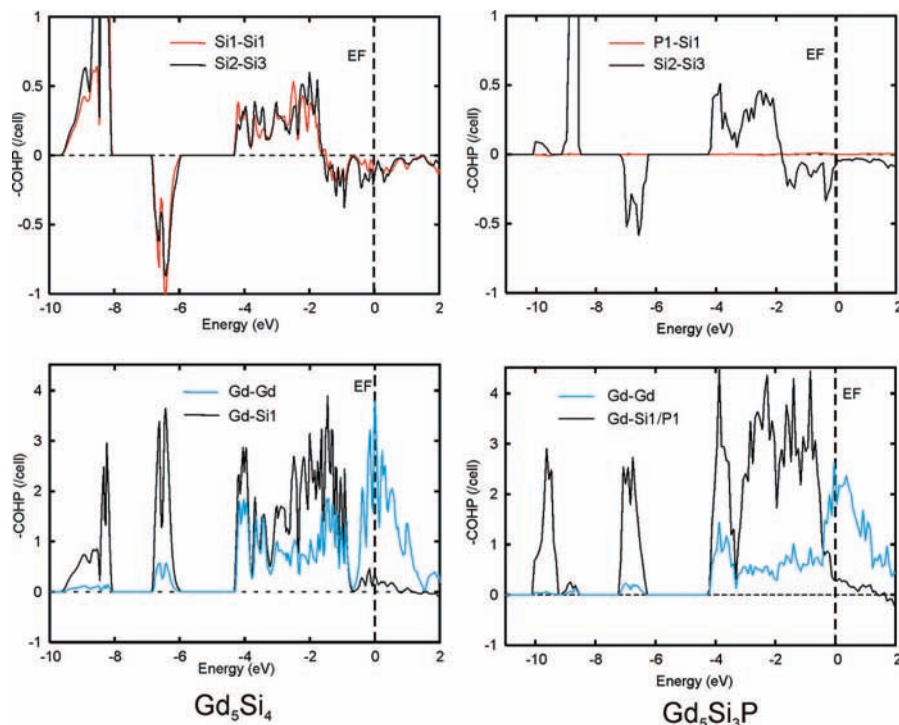 1
Si1-Si1
EF
Si2-Si3
0.5
-COHP (/cell)
0
-0.5
-1
-10 -8 -6 -4 -2 0 2
Energy (eV)
1
P1-Si1
EF
Si2-Si3
0.5
-COHP (/cell)
0
-0.5
-1
-10 -8 -6 -4 -2 0 2
Energy (eV)
4
Gd-Gd
EF
Gd-Si1
3
-COHP (/cell)
2
1
0
-1
-10 -8 -6 -4 -2 0 2
Energy (eV)
Gd₅Si₄
4
Gd-Gd
EF
Gd-Si1/P1
3
-COHP (/cell)
2
1
0
-1
-10 -8 -6 -4 -2 0 2
Energy (eV)
Gd₅Si₃P